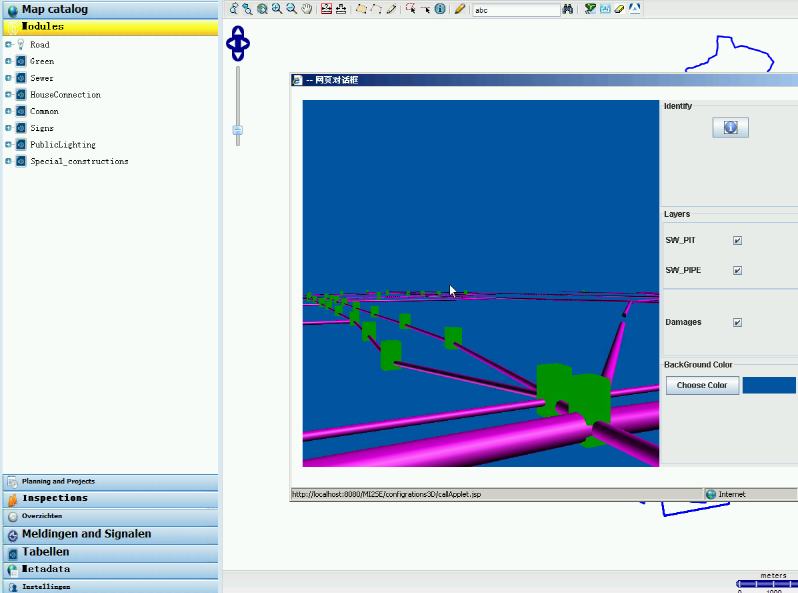 Map catalog
Modules
Road
Green
Sewer
HouseConnection
Common
Signs
PublicLighting
Special_constructions
Planning and Projects
Inspections
Overzichten
Meldingen and Signalen
Tabellen
Metadata
Instellingen
abc
-- 网页对话框
Identify
Layers
SW_PIT
SW_PIPE
Damages
BackGround Color
Choose Color
http://localhost:8080/MI2SE/configrations3D/callApplet.jsp
Internet
meters
0 1000